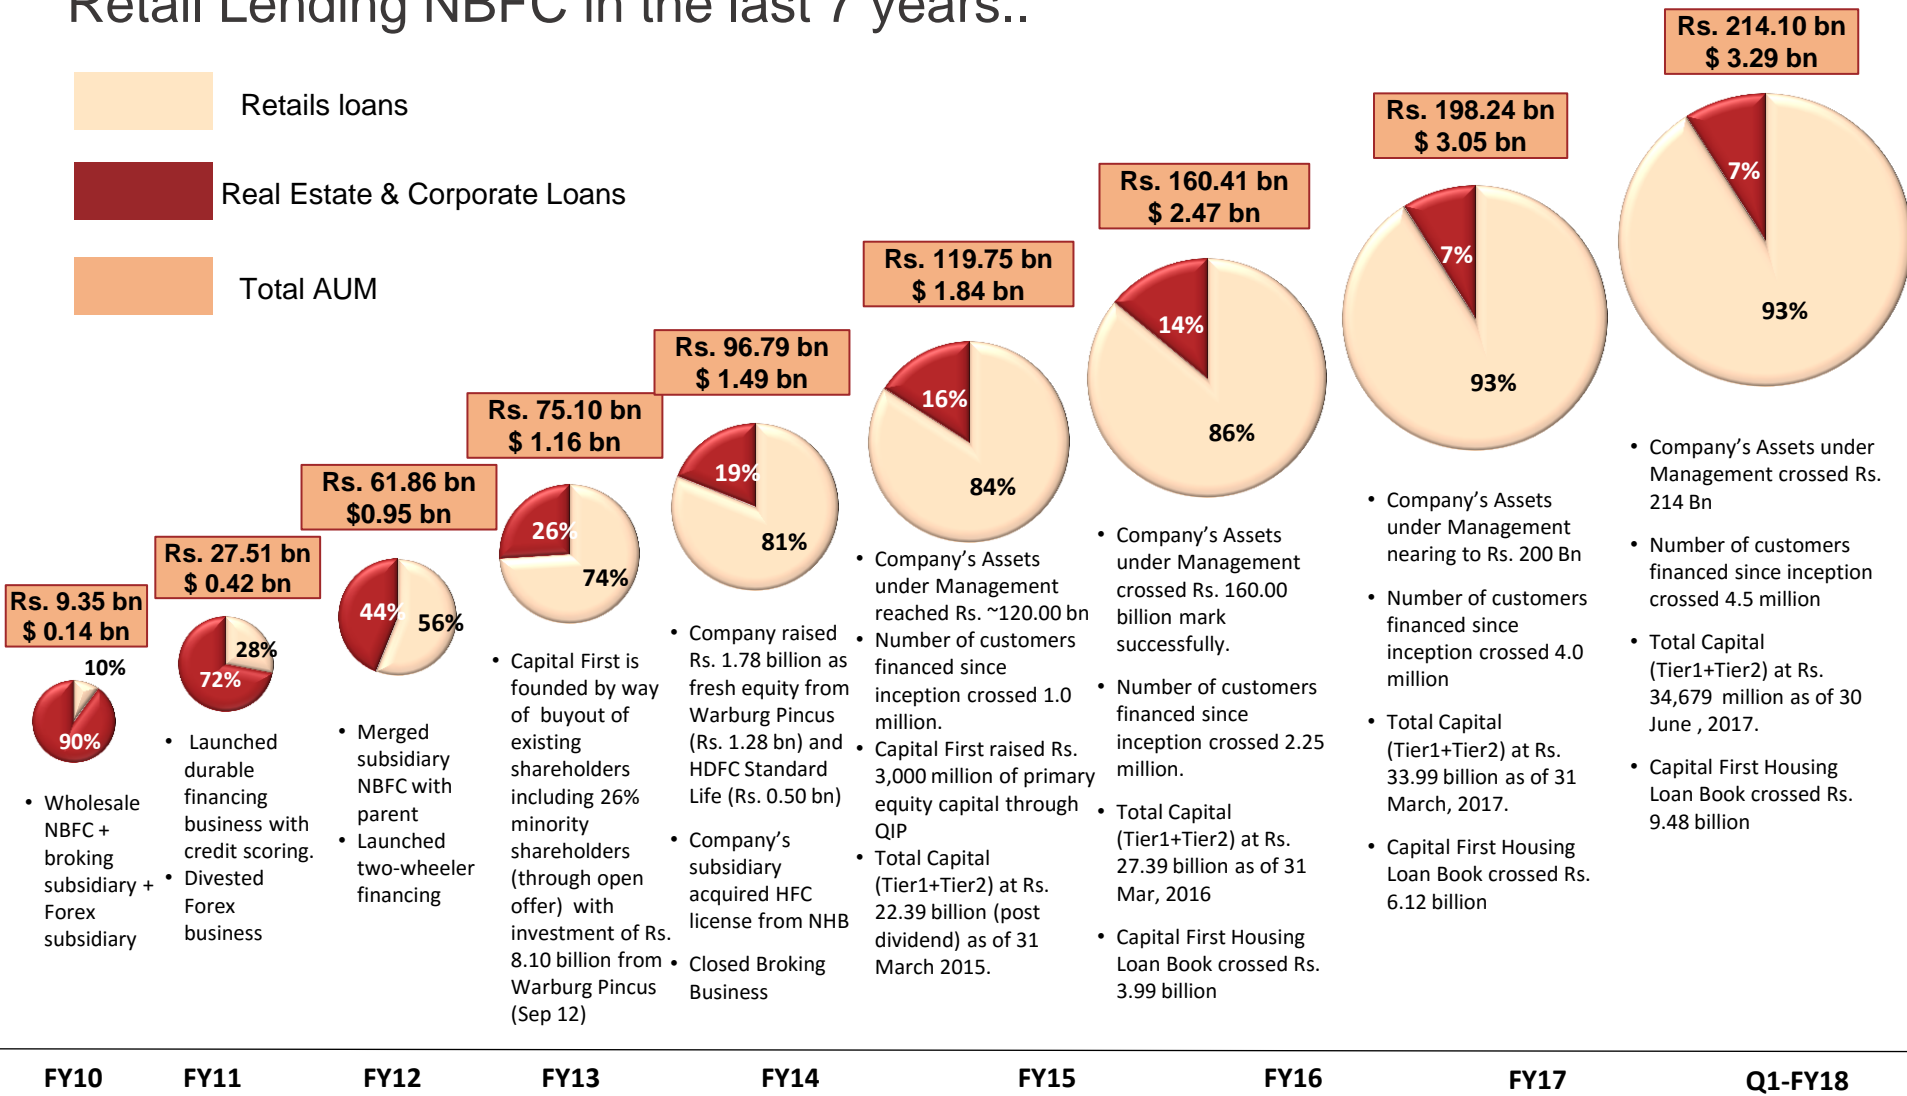 Retail Lending NBFC in the last 7 years..
Retails loans
Real Estate & Corporate Loans
Total AUM
Rs. 9.35 bn
$ 0.14 bn
10%
90%
• Wholesale
NBFC +
broking
subsidiary +
Forex
subsidiary
FY10
Rs. 27.51 bn
$ 0.42 bn
28%
72%
• Launched
durable
financing
business with
credit scoring.
• Divested
Forex
business
FY11
Rs. 61.86 bn
$0.95 bn
44%
56%
• Merged
subsidiary
NBFC with
parent
• Launched
two-wheeler
financing
FY12
Rs. 75.10 bn
$ 1.16 bn
26%
74%
• Capital First is
founded by way
of buyout of
existing
shareholders
including 26%
minority
shareholders
(through open
offer) with
investment of Rs.
8.10 billion from
Warburg Pincus
(Sep 12)
FY13
Rs. 96.79 bn
$ 1.49 bn
19%
81%
• Company raised
Rs. 1.78 billion as
fresh equity from
Warburg Pincus
(Rs. 1.28 bn) and
HDFC Standard
Life (Rs. 0.50 bn)
• Company’s
subsidiary
acquired HFC
license from NHB
• Closed Broking
Business
FY14
Rs. 119.75 bn
$ 1.84 bn
16%
84%
• Company’s Assets
under Management
reached Rs. ~120.00 bn
• Number of customers
financed since
inception crossed 1.0
million.
• Capital First raised Rs.
3,000 million of primary
equity capital through
QIP
• Total Capital
(Tier1+Tier2) at Rs.
22.39 billion (post
dividend) as of 31
March 2015.
FY15
Rs. 160.41 bn
$ 2.47 bn
14%
86%
• Company’s Assets
under Management
crossed Rs. 160.00
billion mark
successfully.
• Number of customers
financed since
inception crossed 2.25
million.
• Total Capital
(Tier1+Tier2) at Rs.
27.39 billion as of 31
Mar, 2016
• Capital First Housing
Loan Book crossed Rs.
3.99 billion
FY16
Rs. 198.24 bn
$ 3.05 bn
7%
93%
• Company’s Assets
under Management
nearing to Rs. 200 Bn
• Number of customers
financed since
inception crossed 4.0
million
• Total Capital
(Tier1+Tier2) at Rs.
33.99 billion as of 31
March, 2017.
• Capital First Housing
Loan Book crossed Rs.
6.12 billion
FY17
Rs. 214.10 bn
$ 3.29 bn
7%
93%
• Company’s Assets under
Management crossed Rs.
214 Bn
• Number of customers
financed since inception
crossed 4.5 million
• Total Capital
(Tier1+Tier2) at Rs.
34,679 million as of 30
June , 2017.
• Capital First Housing
Loan Book crossed Rs.
9.48 billion
Q1-FY18